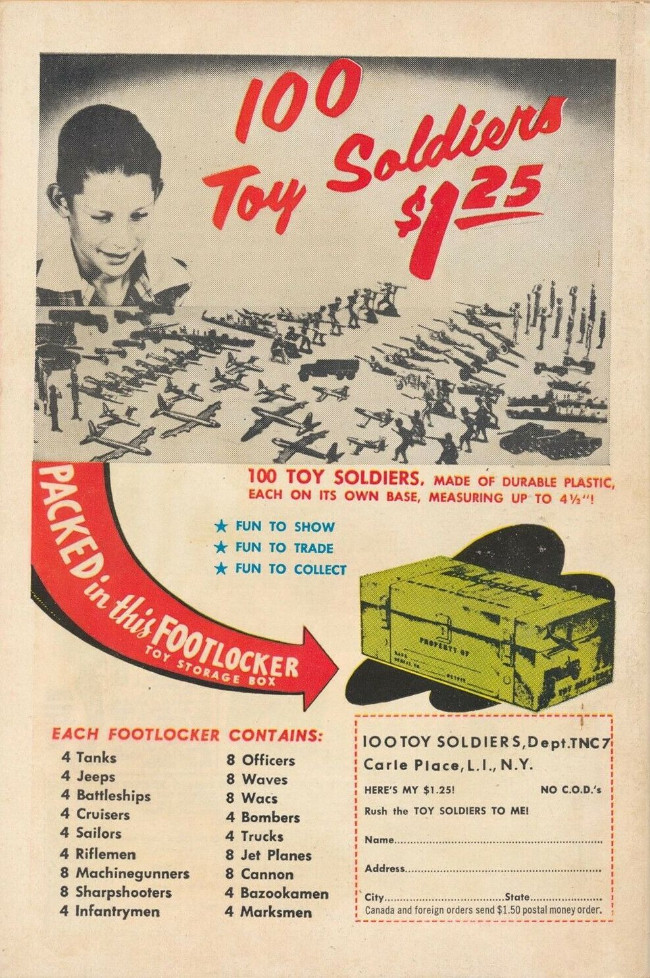 100
Toy Soldiers
$1.25
100 TOY SOLDIERS, MADE OF DURABLE PLASTIC,
EACH ON ITS OWN BASE, MEASURING UP TO 4½"!
★ FUN TO SHOW
★ FUN TO TRADE
★ FUN TO COLLECT
PACKED in this FOOTLOCKER
TOY STORAGE BOX
PROPERTY OF
TOY SOLDIERS
EACH FOOTLOCKER CONTAINS:
4 Tanks
4 Jeeps
4 Battleships
4 Cruisers
4 Sailors
4 Riflemen
8 Machinegunners
8 Sharpshooters
4 Infantrymen
8 Officers
8 Waves
8 Wacs
4 Bombers
4 Trucks
8 Jet Planes
8 Cannon
4 Bazookamen
4 Marksmen
100 TOY SOLDIERS, Dept. TNC7
Carle Place, L.I., N.Y.
HERE'S MY $1.25! NO C.O.D.'s
Rush the TOY SOLDIERS TO ME!
Name
Address
City State
Canada and foreign orders send $1.50 postal money order.